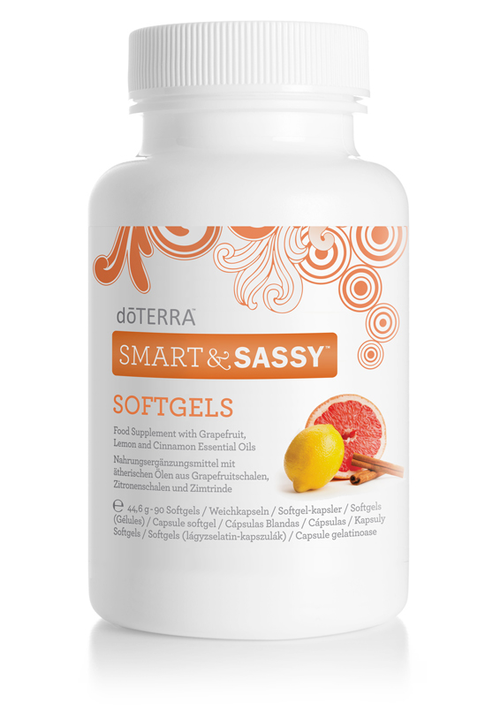 dōTERRA™
SMART & SASSY™
SOFTGELS
Food Supplement with Grapefruit,
Lemon and Cinnamon Essential Oils
Nahrungsergänzungsmittel mit
ätherischen Ölen aus Grapefruitschalen,
Zitronenschalen und Zimtrinde
℮ 44,6 g - 90 Softgels / Weichkapseln / Softgel-kapsler / Softgels
(Gélules) / Capsule softgel / Cápsulas Blandas / Cápsulas / Kapsuly
Softgels / Softgels (lágyzselatin-kapszulák) / Capsule gelatinoase